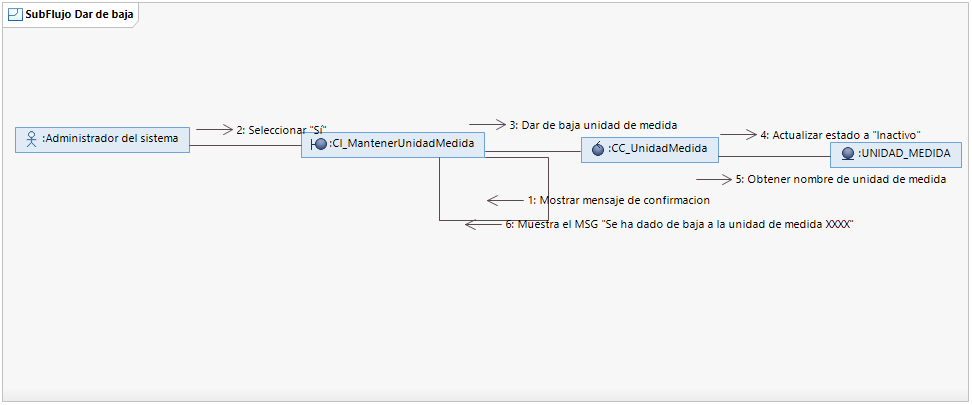 SubFlujo Dar de baja
2: Seleccionar "Sí"
3: Dar de baja unidad de medida
4: Actualizar estado a "Inactivo"
:Administrador del sistema
:CI_MantenerUnidadMedida
:CC_UnidadMedida
:UNIDAD_MEDIDA
5: Obtener nombre de unidad de medida
1: Mostrar mensaje de confirmacion
6: Muestra el MSG "Se ha dado de baja a la unidad de medida XXXX"